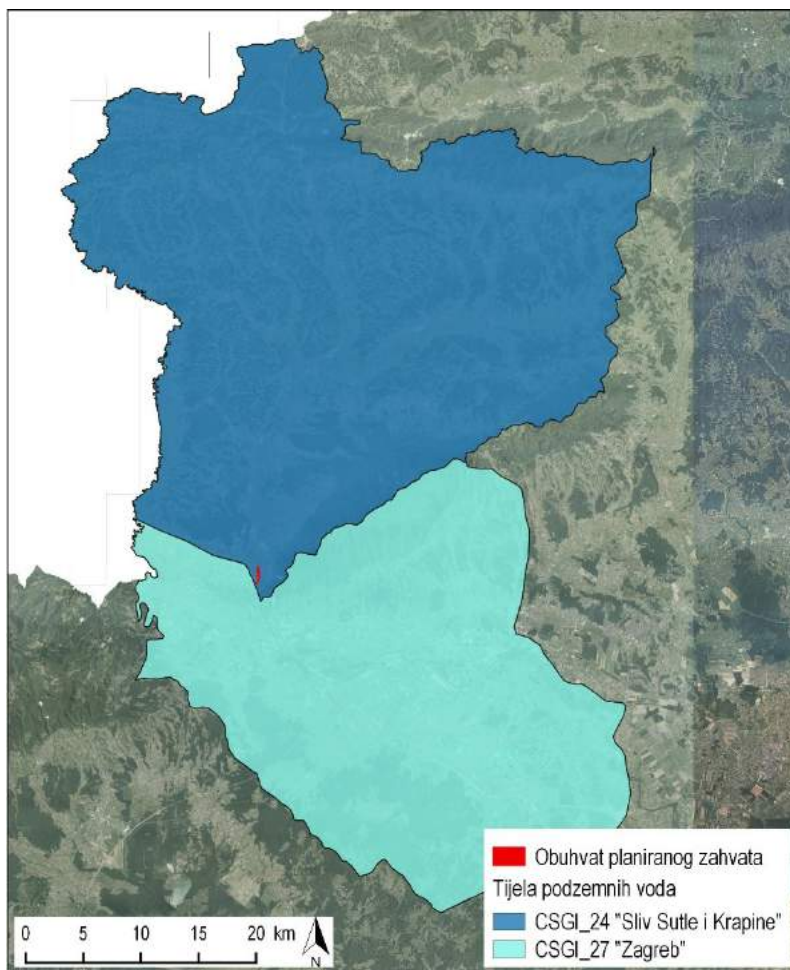 Obuhvat planiranog zahvata
Tijela podzemnih voda
CSGI_24 "Sliv Sutle i Krapine"
CSGI_27 "Zagreb"
0 5 10 15 20 km
N